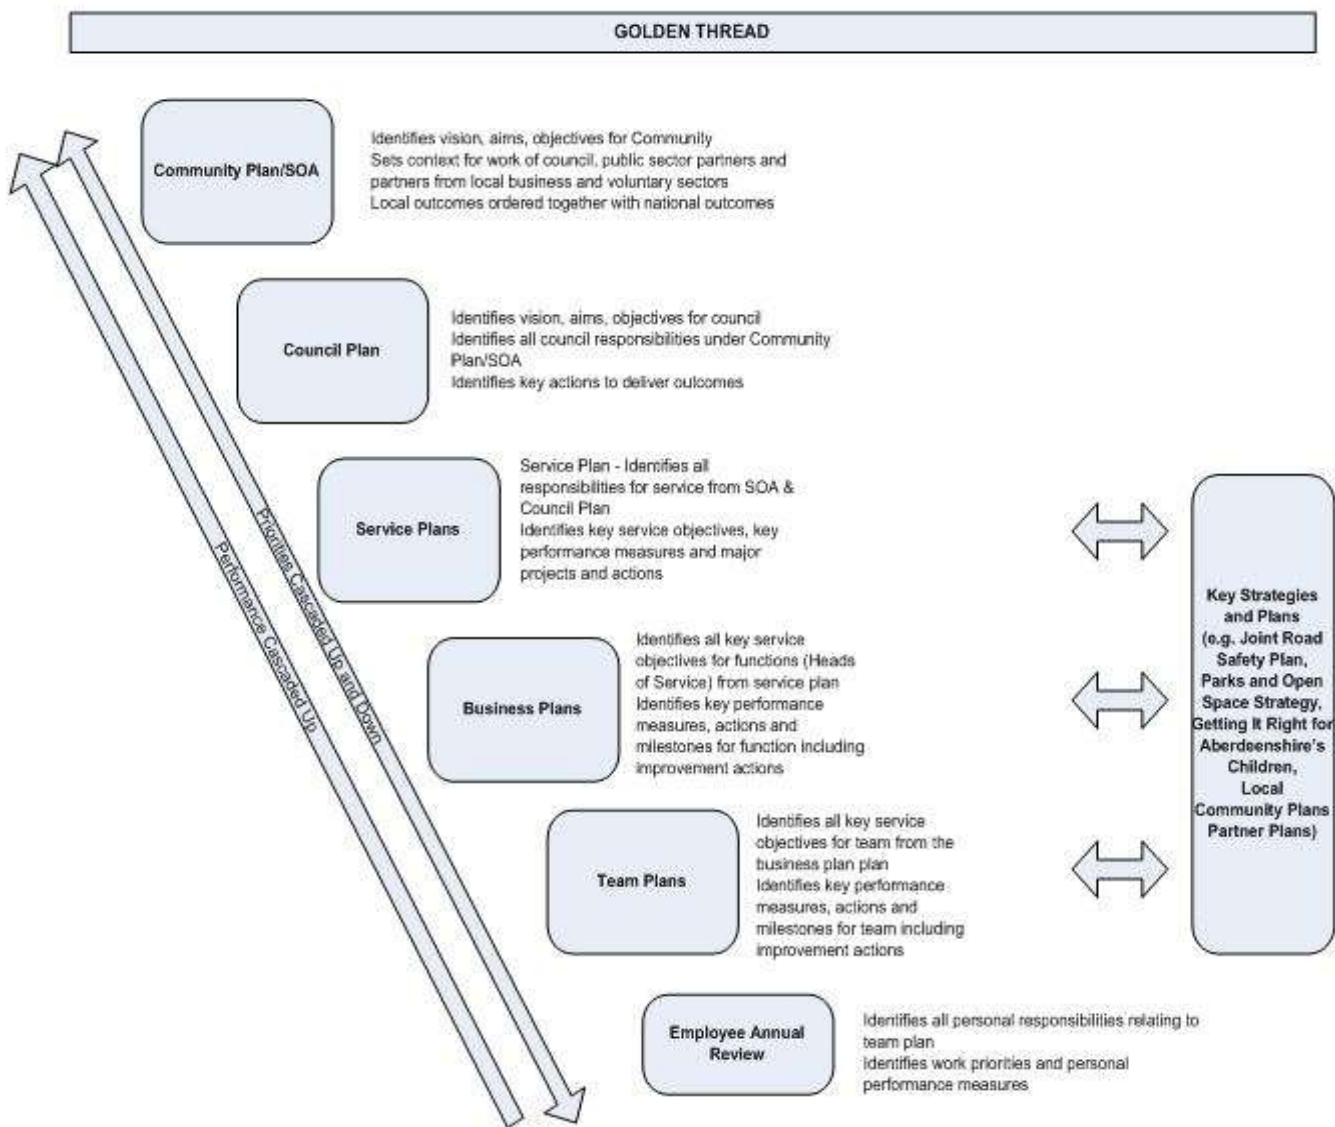 GOLDEN THREAD
Community Plan/SOA
Identifies vision, aims, objectives for Community
Sets context for work of council, public sector partners and
partners from local business and voluntary sectors
Local outcomes ordered together with national outcomes
Council Plan
Identifies vision, aims, objectives for council
Identifies all council responsibilities under Community
Plan/SOA
Identifies key actions to deliver outcomes
Service Plans
Service Plan - Identifies all
responsibilities for service from SOA &
Council Plan
Identifies key service objectives, key
performance measures and major
projects and actions
Business Plans
Identifies all key service
objectives for functions (Heads
of Service) from service plan
Identifies key performance
measures, actions and
milestones for function including
improvement actions
Team Plans
Identifies all key service
objectives for team from the
business plan plan
Identifies key performance
measures, actions and
milestones for team including
improvement actions
Employee Annual
Review
Identifies all personal responsibilities relating to
team plan
Identifies work priorities and personal
performance measures
Priorities Cascaded Up and Down
Performance Cascaded Up
Key Strategies
and Plans
(e.g. Joint Road
Safety Plan,
Parks and Open
Space Strategy,
Getting It Right for
Aberdeenshire's
Children,
Local
Community Plans
Partner Plans)